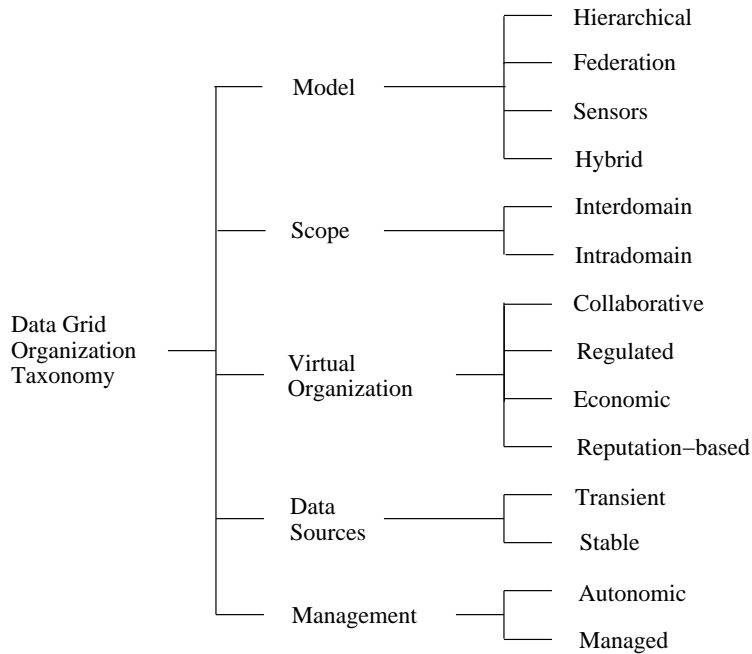 Hierarchical
Federation
Model
Sensors
Hybrid
Interdomain
Scope
Intradomain
Collaborative
Data Grid
Organization
Taxonomy
Regulated
Virtual
Organization
Economic
Reputation−based
Transient
Data
Sources
Stable
Autonomic
Management
Managed